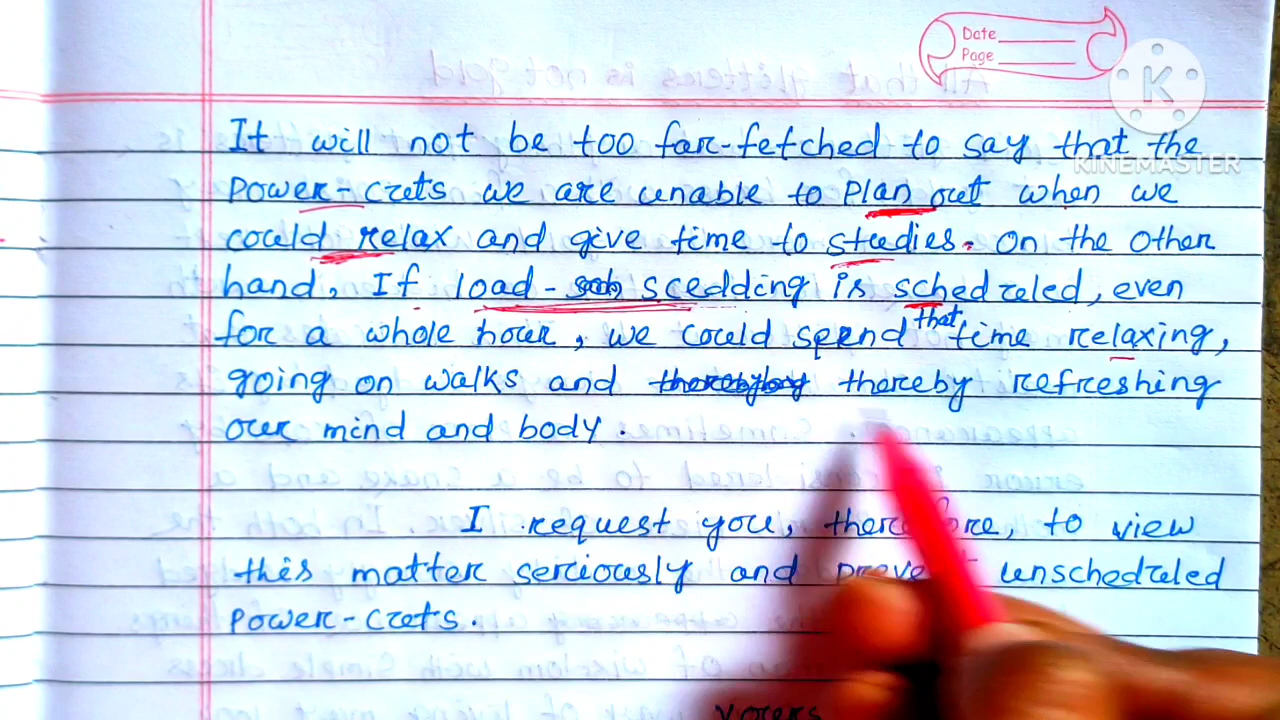 Date
Page
K
KINEMASTER
It will not be too far-fetched to say that the
Power-cuts we are unable to Plan out when we
could relax and give time to studies. On the other
hand, If load- scedding is scheduled, even
for a whole hour, we could spend that time relaxing,
going on walks and thereby refreshing
our mind and body.
I request you, therefore, to view
this matter seriously and prevent unscheduled
Power-cuts.